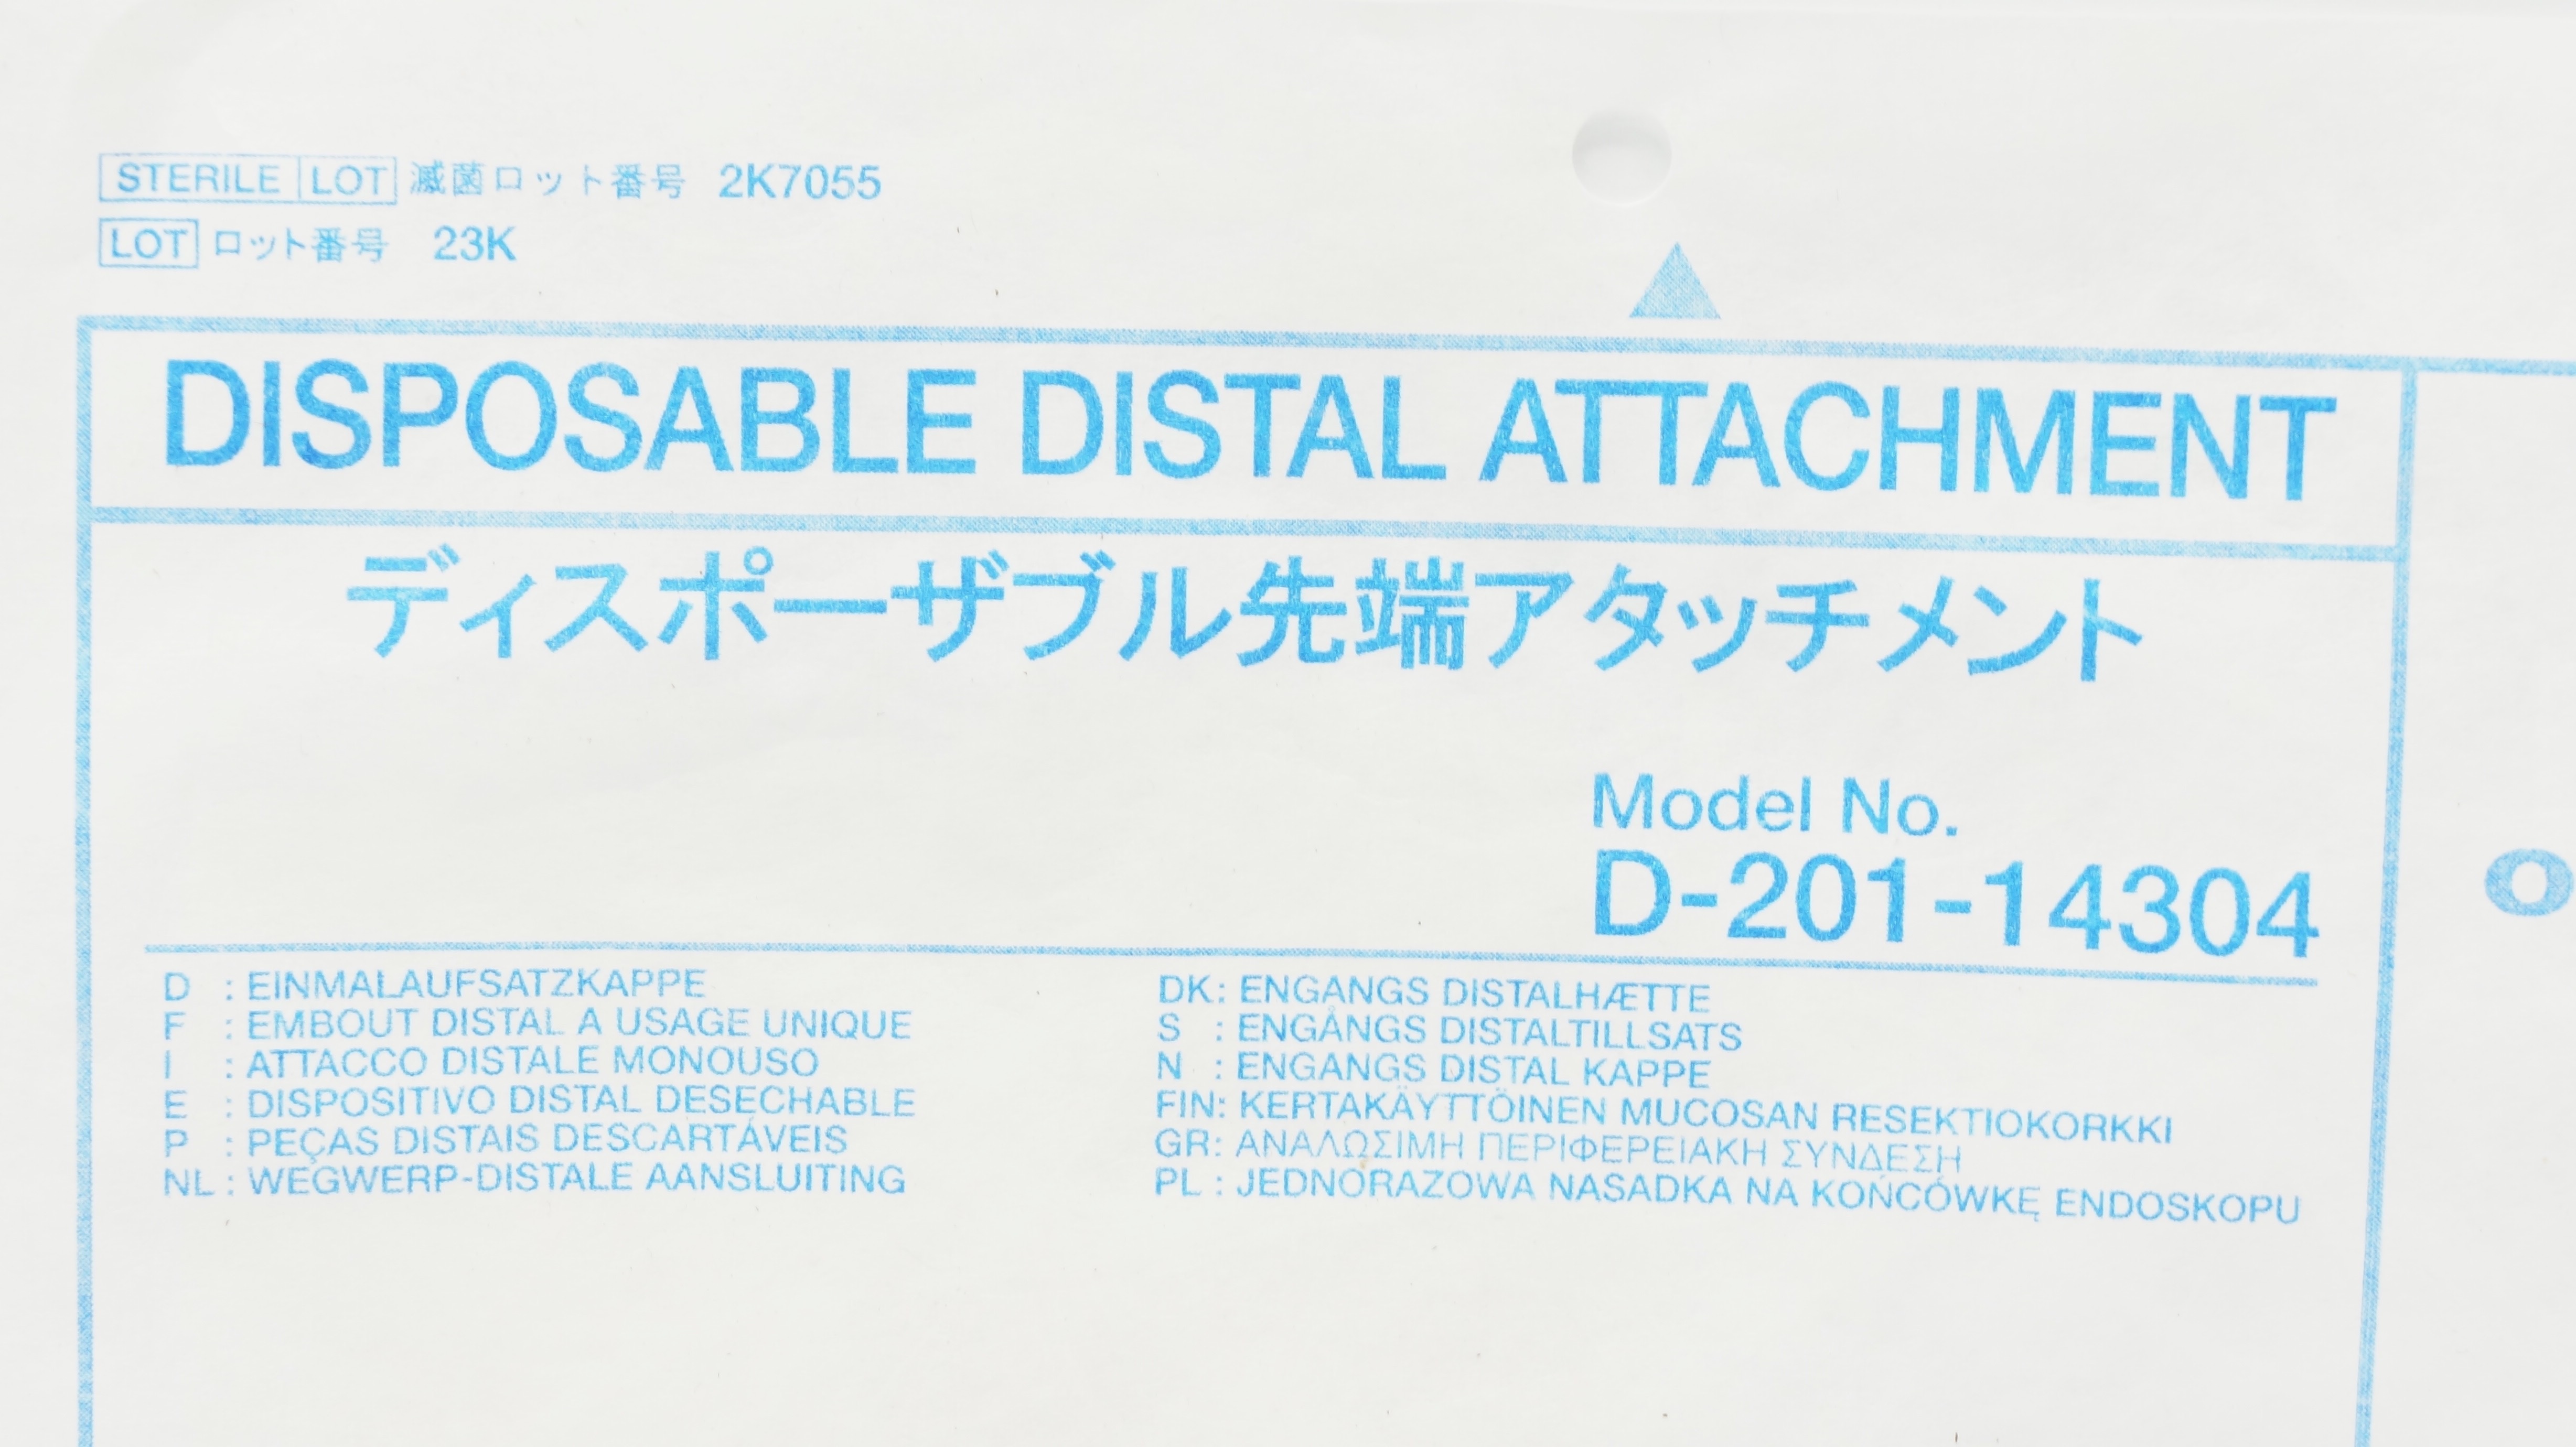 STERILE LOT 滅菌ロット番号 2K7055
LOT ロット番号 23K
DISPOSABLE DISTAL ATTACHMENT
ディスポーザブル先端アタッチメント
Model No.
D-201-14304
D : EINMALAUFSATZKAPPE
F : EMBOUT DISTAL A USAGE UNIQUE
I : ATTACCO DISTALE MONOUSO
E : DISPOSITIVO DISTAL DESECHABLE
P : PEÇAS DISTAIS DESCARTÁVEIS
NL : WEGWERP-DISTALE AANSLUITING
DK: ENGANGS DISTALHÆTTE
S : ENGÅNGS DISTALTILLSATS
N : ENGANGS DISTAL KAPPE
FIN: KERTAKÄYTTÖINEN MUCOSAN RESEKTIOKORKKI
GR: ΑΝΑΛΩΣΙΜΗ ΠΕΡΙΦΕΡΕΙΑΚΗ ΣΥΝΔΕΣΗ
PL : JEDNORAZOWA NASADKA NA KOŃCÓWKĘ ENDOSKOPU